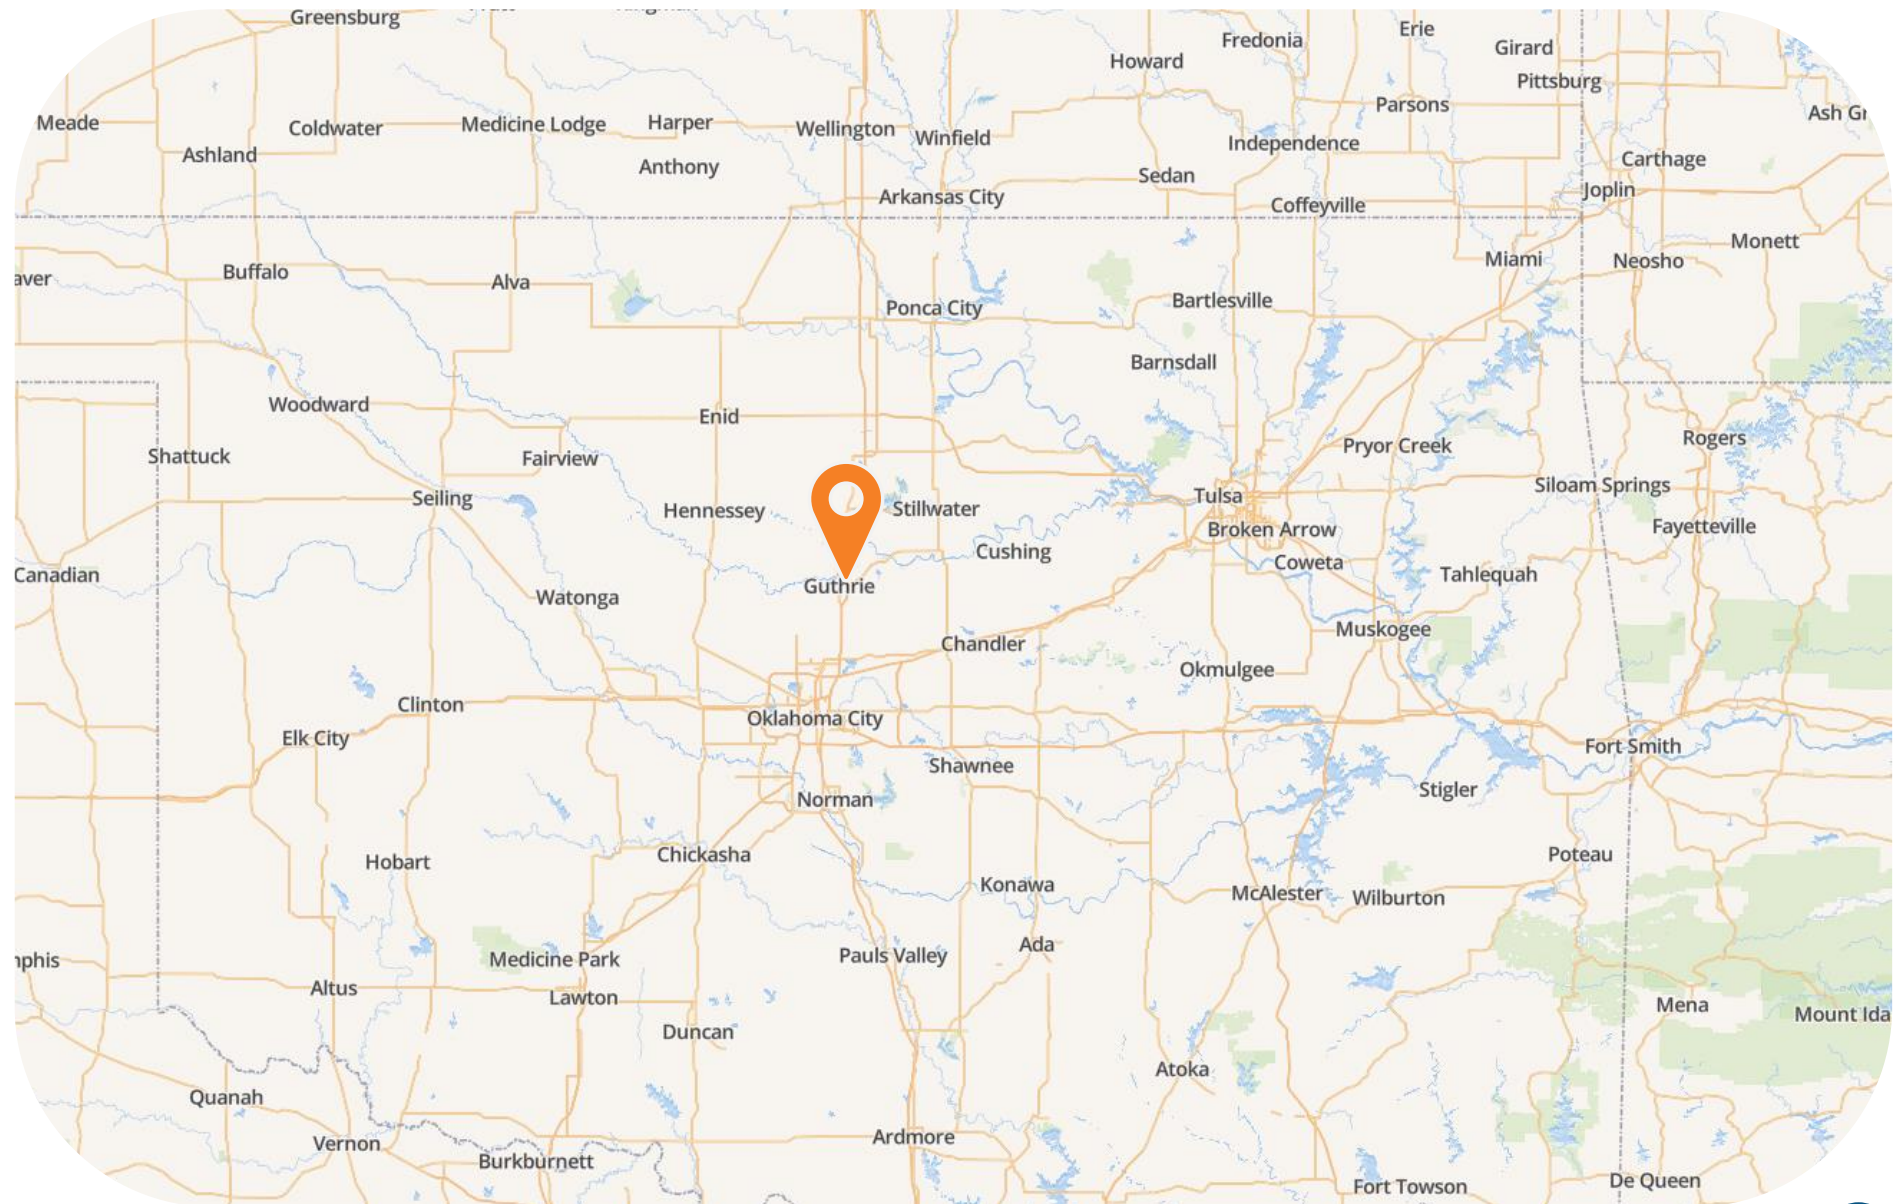 Greensburg
Erie
Fredonia
Girard
Howard
Pittsburg
Parsons
Meade
Coldwater
Medicine Lodge
Harper
Wellington
Winfield
Ash Gr
Independence
Ashland
Anthony
Carthage
Sedan
Joplin
Arkansas City
Coffeyville
Monett
Miami
Neosho
Buffalo
aver
Alva
Bartlesville
Ponca City
Barnsdall
Woodward
Enid
Rogers
Pryor Creek
Shattuck
Fairview
Siloam Springs
Seiling
Tulsa
Hennessey
Stillwater
Fayetteville
Broken Arrow
Cushing
Coweta
Canadian
Tahlequah
Guthrie
Watonga
Muskogee
Chandler
Okmulgee
Clinton
Oklahoma City
Elk City
Fort Smith
Shawnee
Stigler
Norman
Chickasha
Poteau
Hobart
Konawa
McAlester
Wilburton
Ada
Pauls Valley
Medicine Park
nphis
Altus
Lawton
Mena
Mount Ida
Duncan
Atoka
Quanah
Ardmore
Vernon
Burkburnett
De Queen
Fort Towson